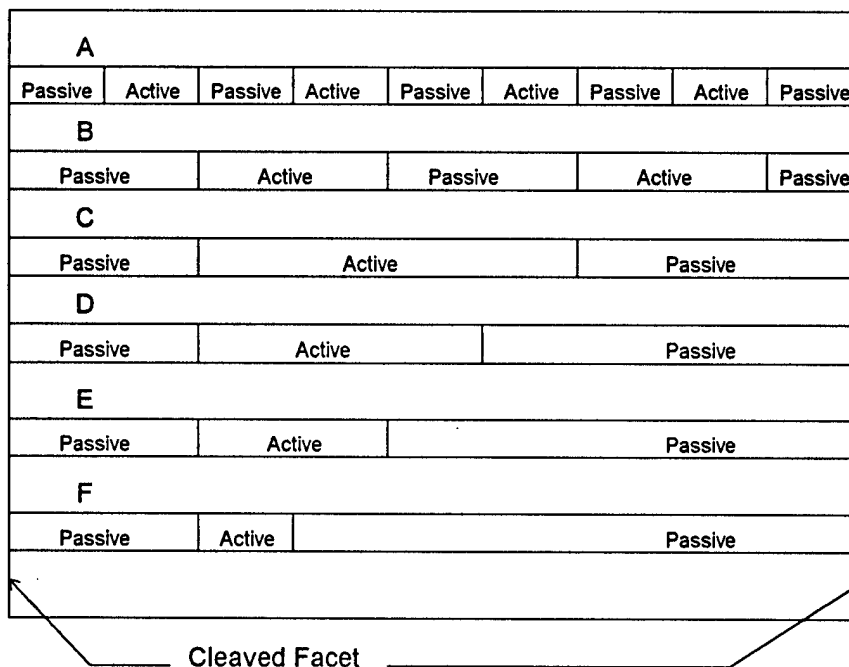 A
Passive Active Passive Active Passive Active Passive Active Passive
B
Passive Active Passive Active Passive
C
Passive Active Passive
D
Passive Active Passive
E
Passive Active Passive
F
Passive Active Passive
Cleaved Facet